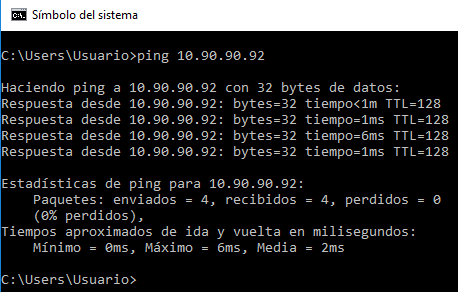 Símbolo del sistema
C:\Users\Usuario>ping 10.90.90.92
Haciendo ping a 10.90.90.92 con 32 bytes de datos:
Respuesta desde 10.90.90.92: bytes=32 tiempo<1m TTL=128
Respuesta desde 10.90.90.92: bytes=32 tiempo=1ms TTL=128
Respuesta desde 10.90.90.92: bytes=32 tiempo=6ms TTL=128
Respuesta desde 10.90.90.92: bytes=32 tiempo=1ms TTL=128
Estadísticas de ping para 10.90.90.92:
    Paquetes: enviados = 4, recibidos = 4, perdidos = 0
    (0% perdidos),
Tiempos aproximados de ida y vuelta en milisegundos:
    Mínimo = 0ms, Máximo = 6ms, Media = 2ms
C:\Users\Usuario>